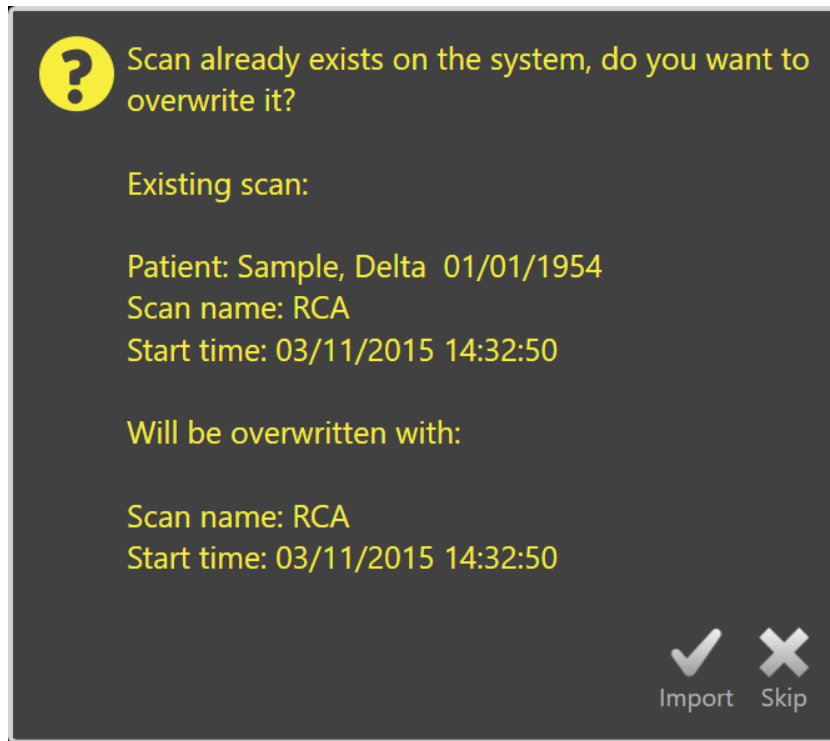 ?
Scan already exists on the system, do you want to
overwrite it?
Existing scan:
Patient: Sample, Delta  01/01/1954
Scan name: RCA
Start time: 03/11/2015 14:32:50
Will be overwritten with:
Scan name: RCA
Start time: 03/11/2015 14:32:50
Import Skip